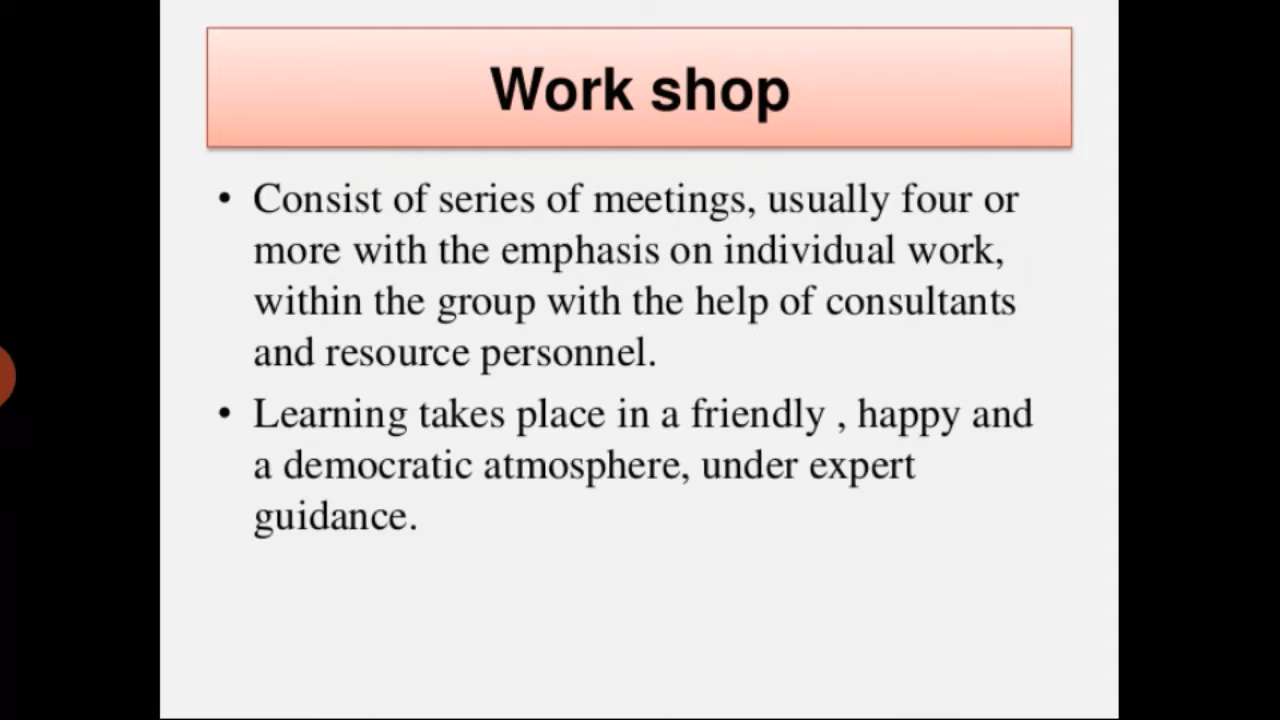 Work shop
• Consist of series of meetings, usually four or
more with the emphasis on individual work,
within the group with the help of consultants
and resource personnel.
• Learning takes place in a friendly , happy and
a democratic atmosphere, under expert
guidance.